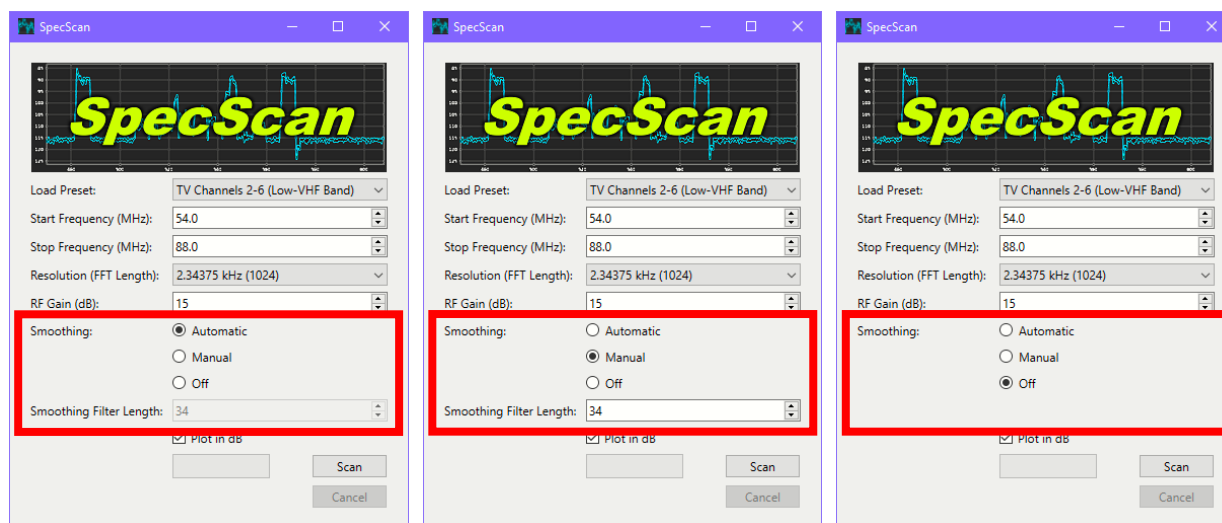 SpecScan
SpecScan
Load Preset: TV Channels 2-6 (Low-VHF Band)
Start Frequency (MHz): 54.0
Stop Frequency (MHz): 88.0
Resolution (FFT Length): 2.34375 kHz (1024)
RF Gain (dB): 15
Smoothing: Automatic
Manual
Off
Smoothing Filter Length: 34
Plot in dB
Scan
Cancel
SpecScan
SpecScan
Load Preset: TV Channels 2-6 (Low-VHF Band)
Start Frequency (MHz): 54.0
Stop Frequency (MHz): 88.0
Resolution (FFT Length): 2.34375 kHz (1024)
RF Gain (dB): 15
Smoothing: Automatic
Manual
Off
Smoothing Filter Length: 34
Plot in dB
Scan
Cancel
SpecScan
SpecScan
Load Preset: TV Channels 2-6 (Low-VHF Band)
Start Frequency (MHz): 54.0
Stop Frequency (MHz): 88.0
Resolution (FFT Length): 2.34375 kHz (1024)
RF Gain (dB): 15
Smoothing: Automatic
Manual
Off
Plot in dB
Scan
Cancel